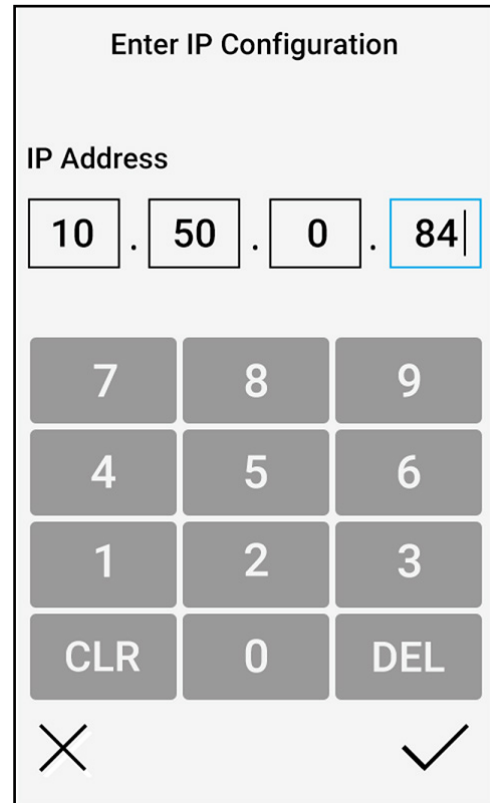 Enter IP Configuration
IP Address
10 . 50 . 0 . 84
7 8 9
4 5 6
1 2 3
CLR 0 DEL